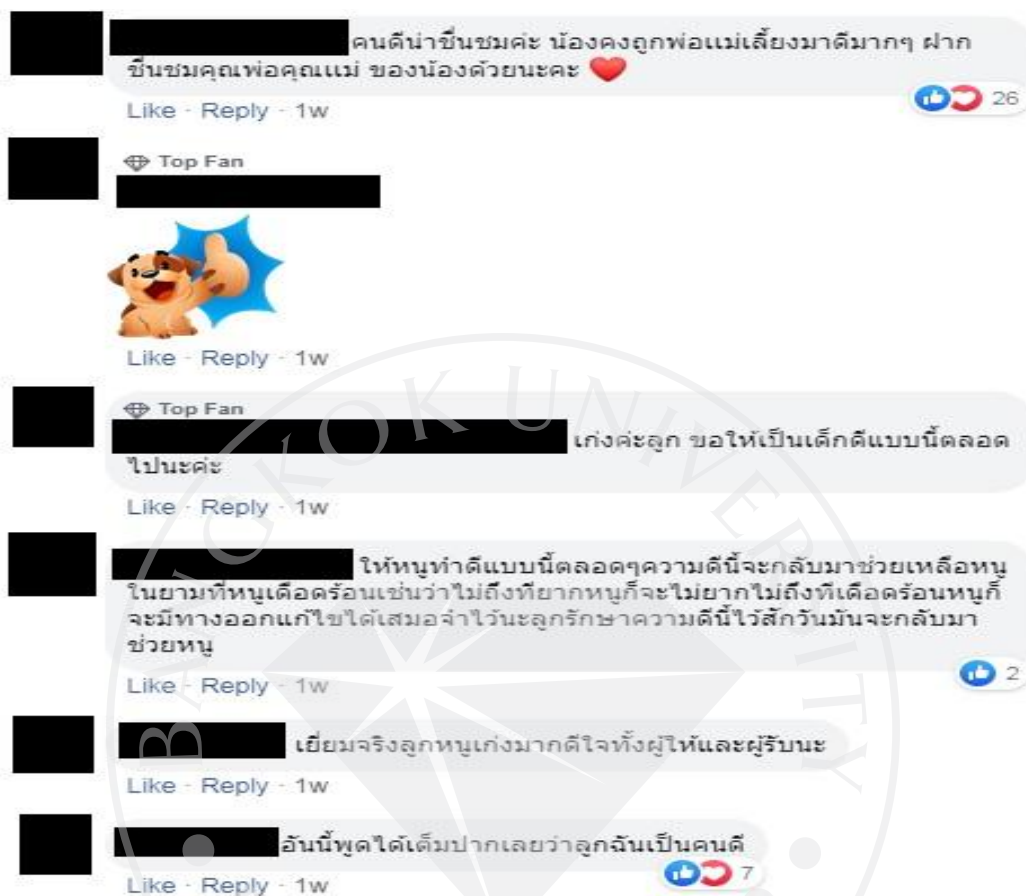 คนดีน่าชื่นชมค่ะ น้องคงถูกพ่อแม่เลี้ยงมาดีมากๆ ฝาก
ชื่นชมคุณพ่อคุณแม่ ของน้องด้วยนะคะ ❤️
Like · Reply · 1w
26
Top Fan
Like · Reply · 1w
Top Fan
เก่งค่ะลูก ขอให้เป็นเด็กดีแบบนี้ตลอด
ไปนะค่ะ
Like · Reply · 1w
ให้หนูทำดีแบบนี้ตลอดๆความดีนี้จะกลับมาช่วยเหลือหนู
ในยามที่หนูเดือดร้อนเช่นว่าไม่ถึงที่ยากหนูก็จะไม่ยากไม่ถึงทีเดือดร้อนหนูก็
จะมีทางออกแก้ไขได้เสมอจำไว้นะลูกรักษาความดีนี้ไว้สักวันมันจะกลับมา
ช่วยหนู
2
Like · Reply · 1w
เยี่ยมจริงลูกหนูเก่งมากดีใจทั้งผู้ให้และผู้รับนะ
Like · Reply · 1w
อันนี้พูดได้เต็มปากเลยว่าลูกฉันเป็นคนดี
7
Like · Reply · 1w
BANGKOK UNIVERSITY